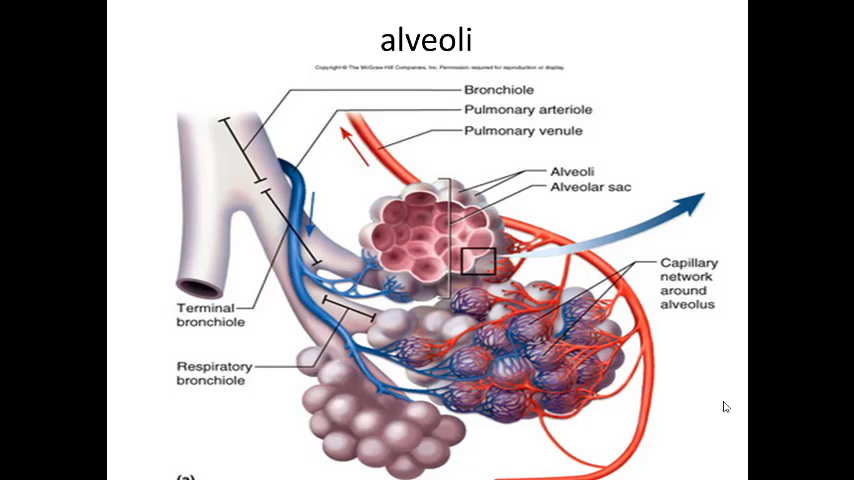 alveoli
Copyright © The McGraw-Hill Companies, Inc. Permission required for reproduction or display.
Bronchiole
Pulmonary arteriole
Pulmonary venule
Alveoli
Alveolar sac
Capillary
network
around
alveolus
Terminal
bronchiole
Respiratory
bronchiole
(a)